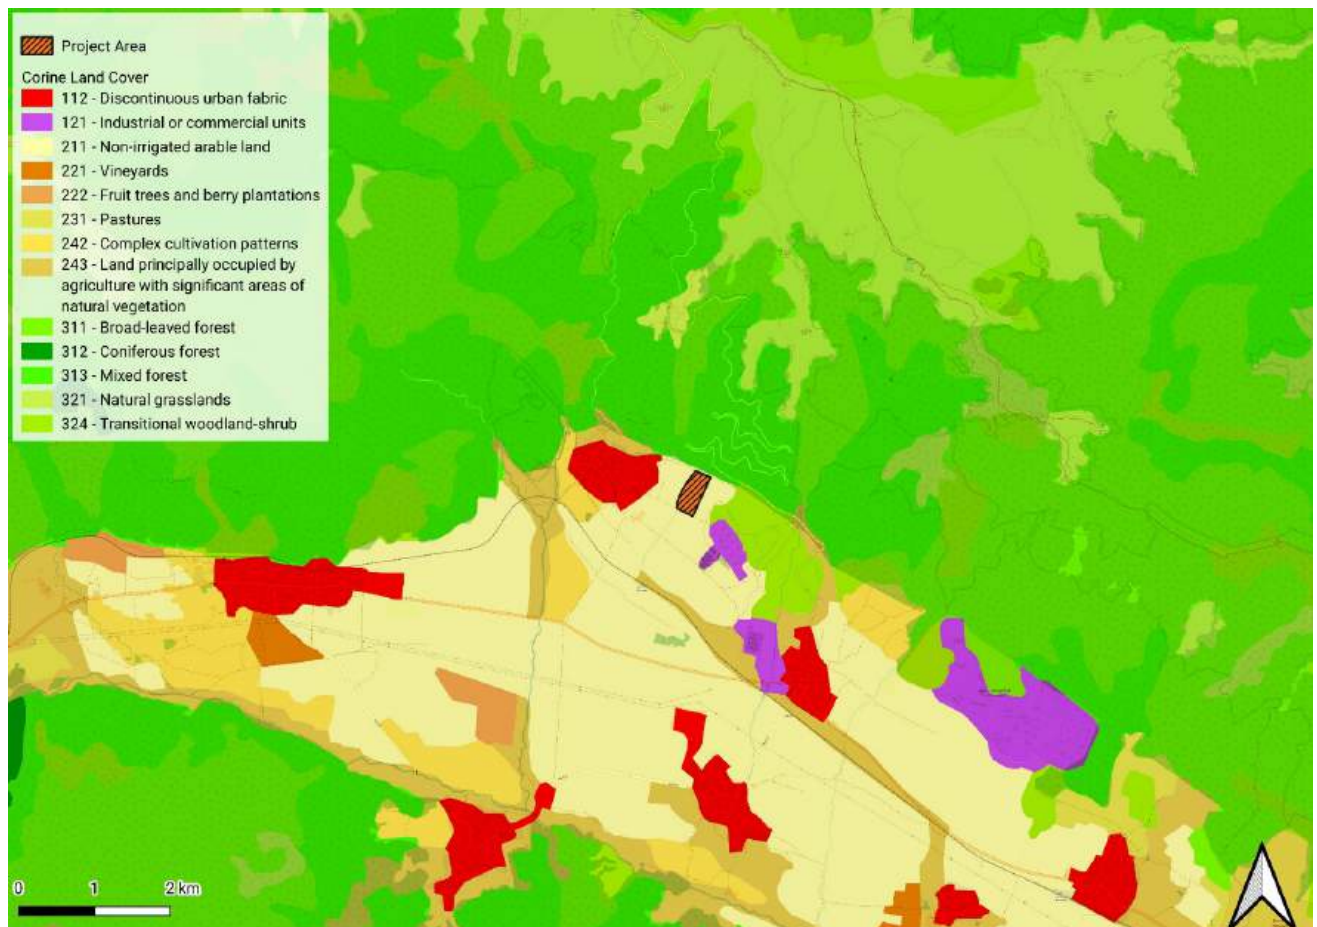 Project Area
Corine Land Cover
112 - Discontinuous urban fabric
121 - Industrial or commercial units
211 - Non-irrigated arable land
221 - Vineyards
222 - Fruit trees and berry plantations
231 - Pastures
242 - Complex cultivation patterns
243 - Land principally occupied by
agriculture with significant areas of
natural vegetation
311 - Broad-leaved forest
312 - Coniferous forest
313 - Mixed forest
321 - Natural grasslands
324 - Transitional woodland-shrub
0 1 2 km